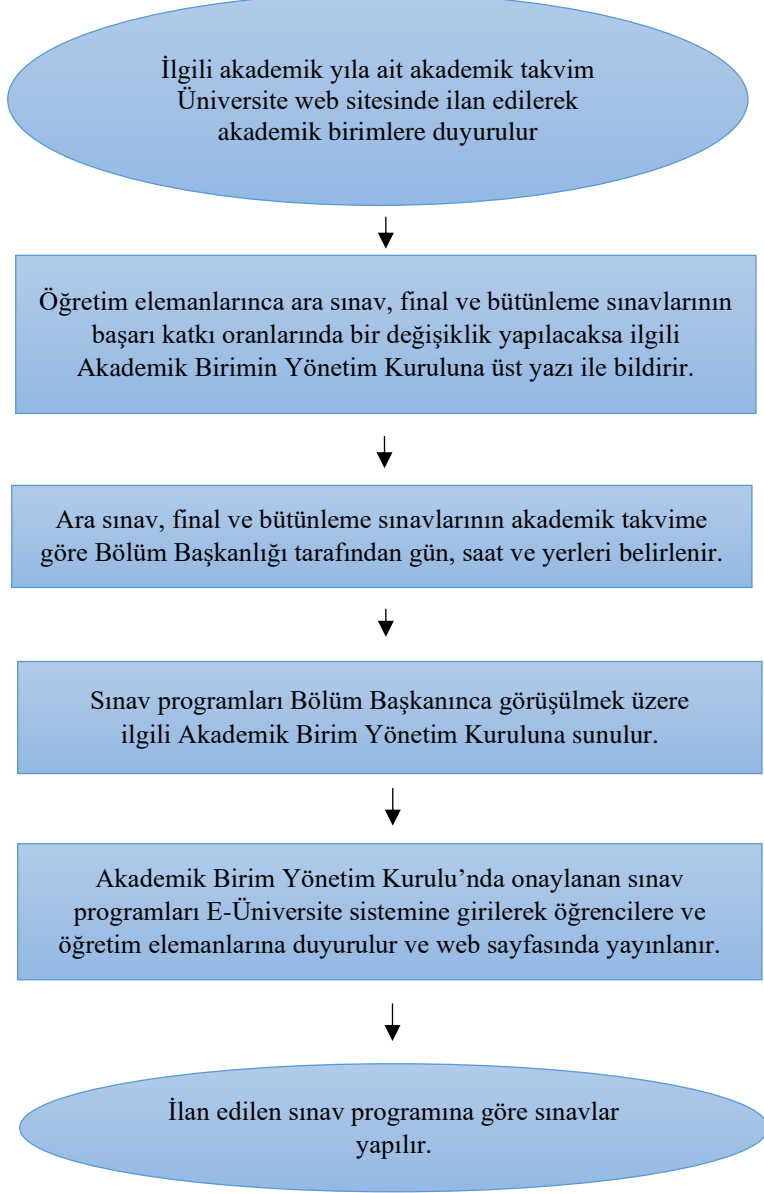 İlgili akademik yıla ait akademik takvim
Üniversite web sitesinde ilan edilerek
akademik birimlere duyurulur
Öğretim elemanlarınca ara sınav, final ve bütünleme sınavlarının
başarı katkı oranlarında bir değişiklik yapılacaksa ilgili
Akademik Birimin Yönetim Kuruluna üst yazı ile bildirir.
Ara sınav, final ve bütünleme sınavlarının akademik takvime
göre Bölüm Başkanlığı tarafından gün, saat ve yerleri belirlenir.
Sınav programları Bölüm Başkanınca görüşülmek üzere
ilgili Akademik Birim Yönetim Kuruluna sunulur.
Akademik Birim Yönetim Kurulu’nda onaylanan sınav
programları E-Üniversite sistemine girilerek öğrencilere ve
öğretim elemanlarına duyurulur ve web sayfasında yayınlanır.
İlan edilen sınav programına göre sınavlar
yapılır.